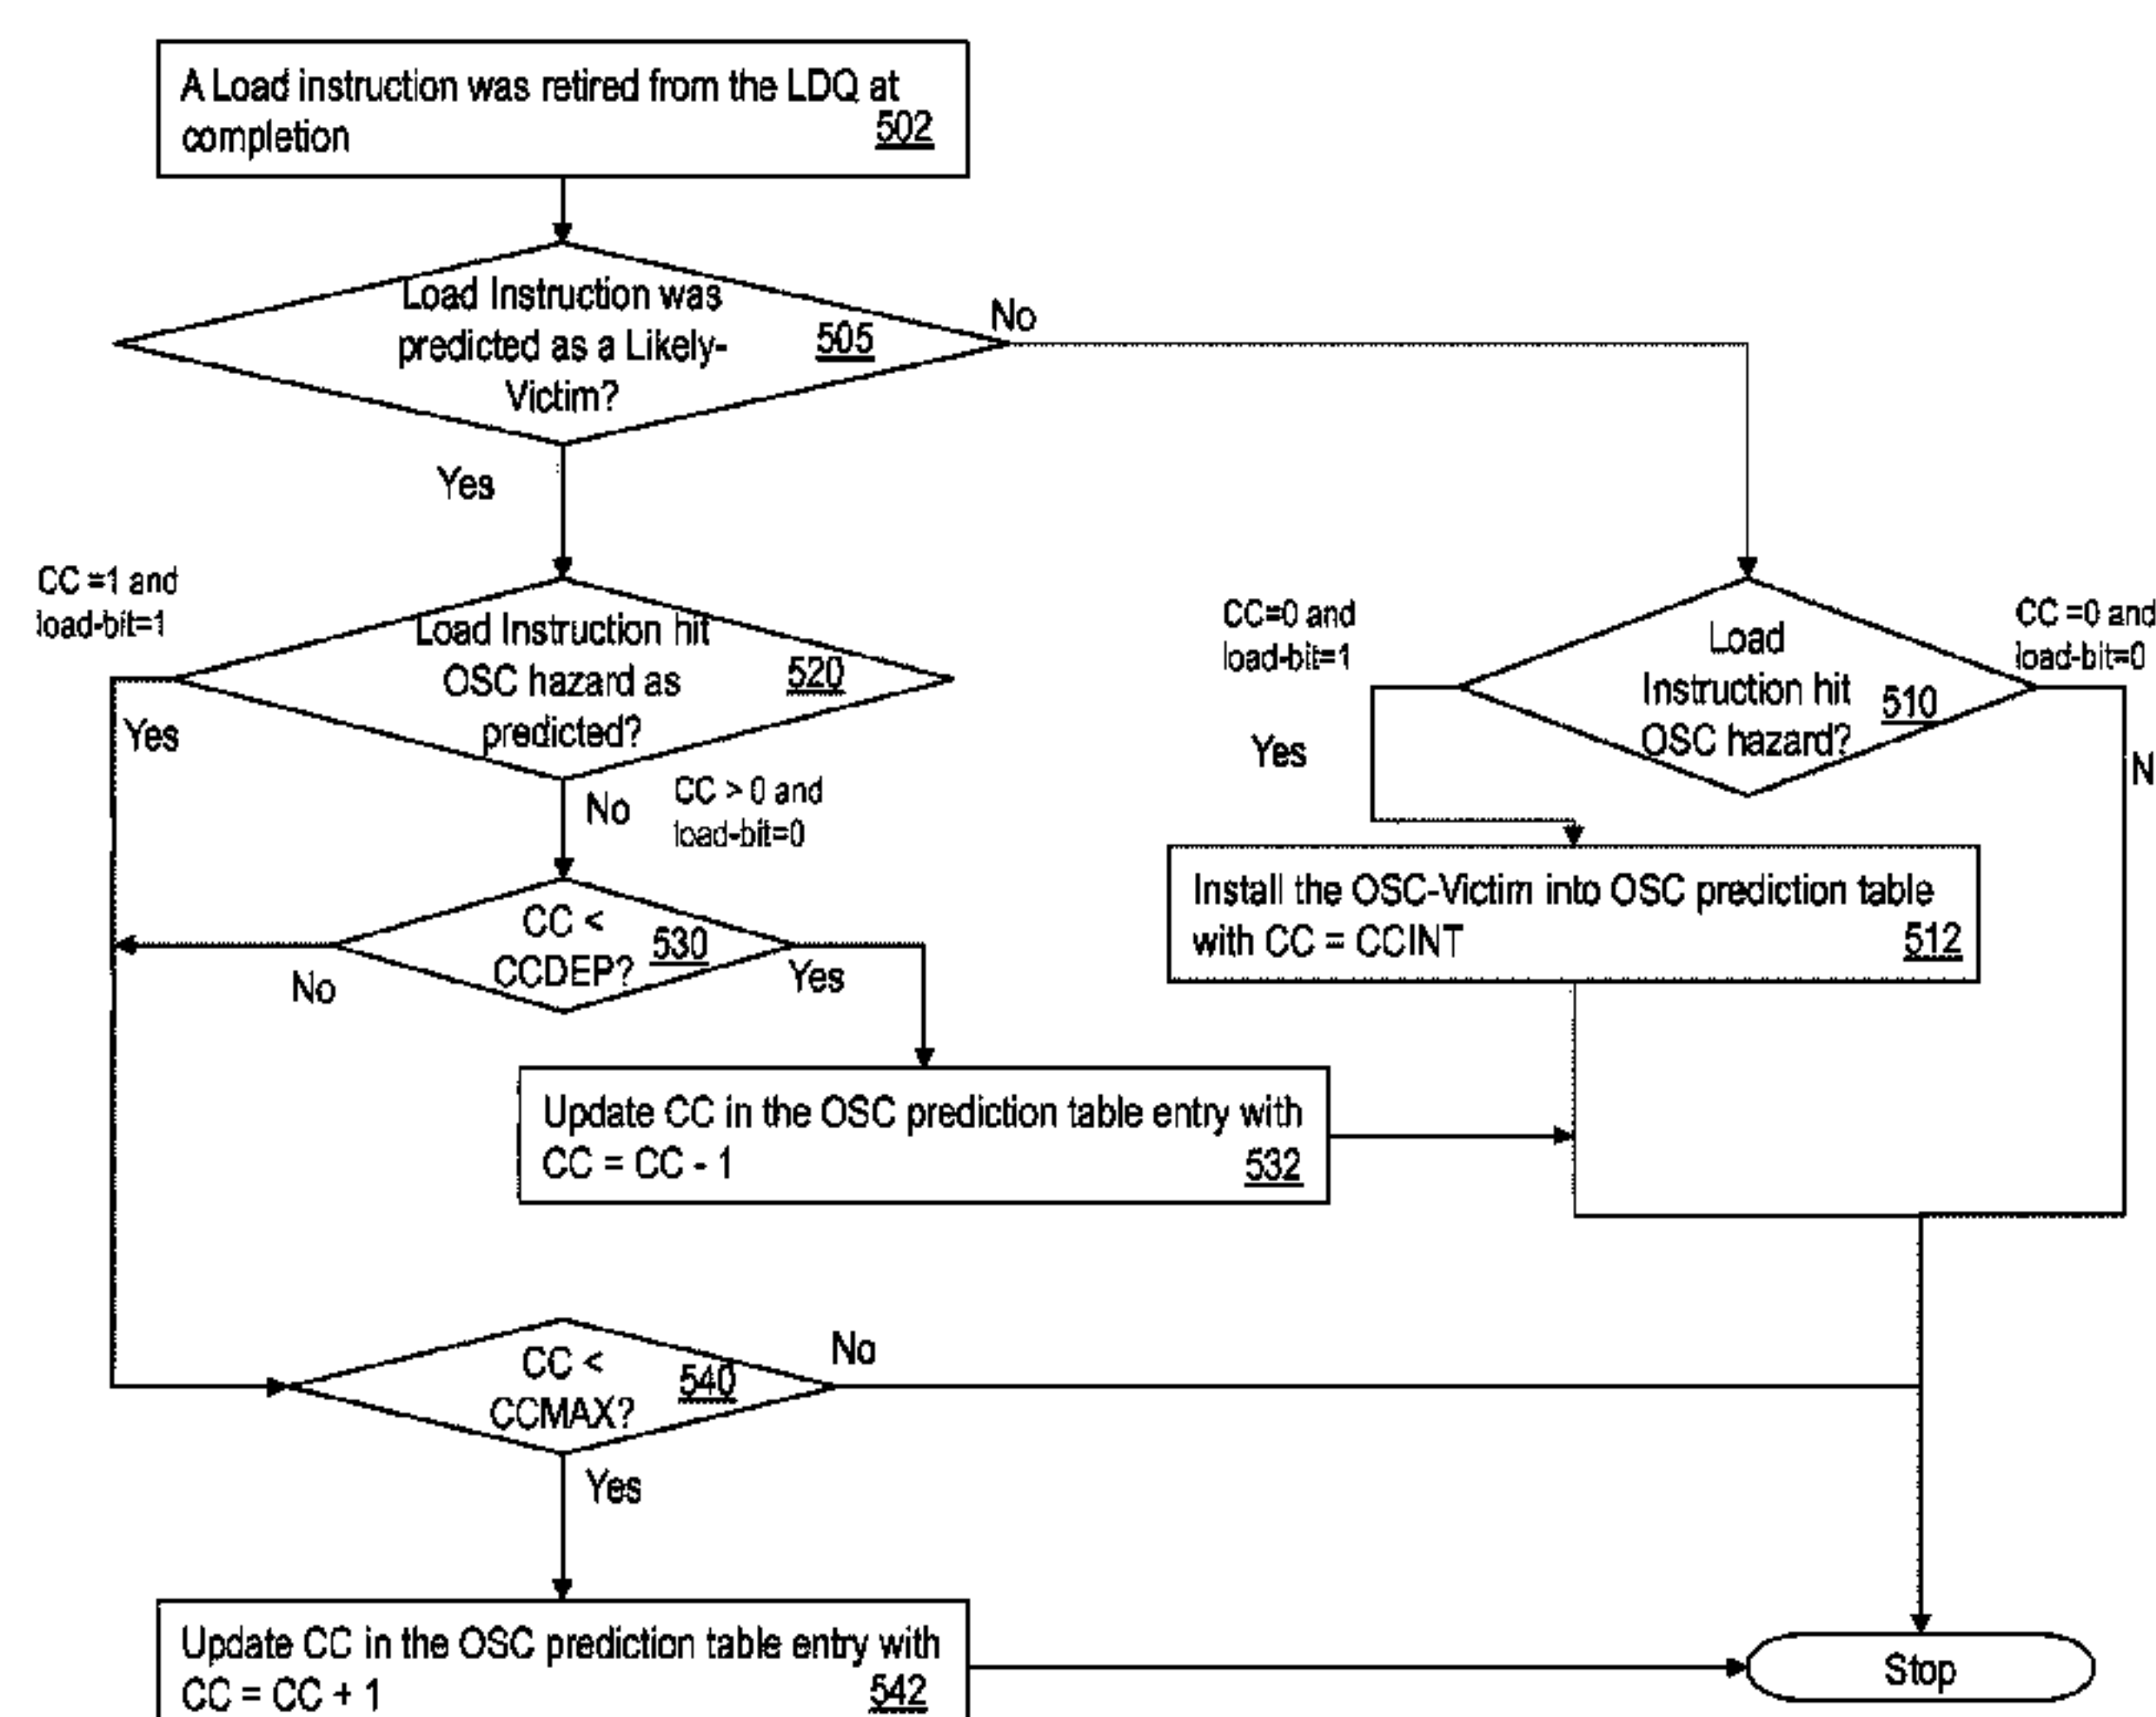 A Load instruction was retired from the LDQ at
completion 502
Load Instruction was
predicted as a Likely- 505
Victim?
No
Yes
CC =1 and
load-bit=1
Load Instruction hit
OSC hazard as 520
predicted?
Yes
No
CC > 0 and
load-bit=0
CC=0 and
load-bit=1
Load
Instruction hit 510
OSC hazard?
CC =0 and
load-bit=0
Yes
N
Install the OSC-Victim into OSC prediction table
with CC = CCINT 512
CC <
CCDEP? 530
No
Yes
Update CC in the OSC prediction table entry with
CC = CC - 1 532
CC <
CCMAX? 540
No
Yes
Update CC in the OSC prediction table entry with
CC = CC + 1 542
Stop